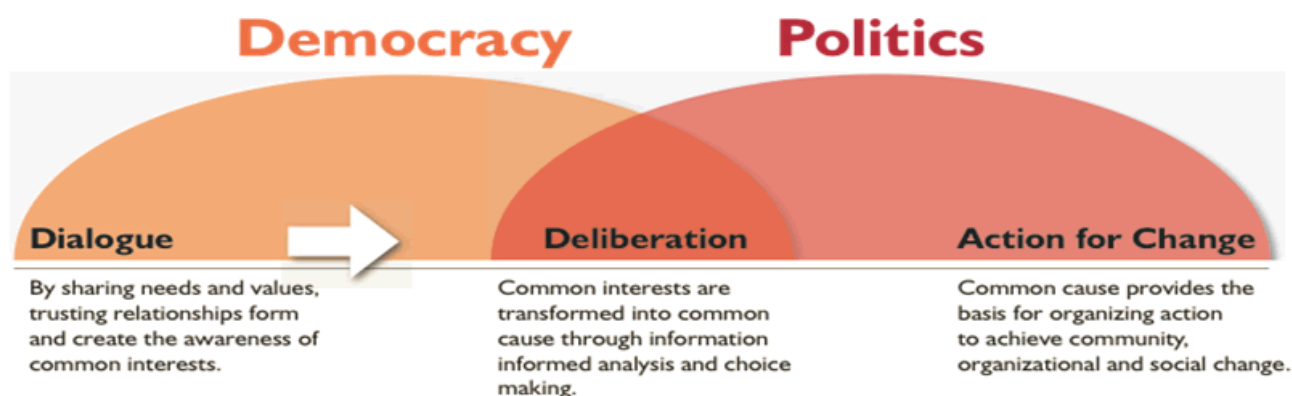 Democracy Politics
Dialogue
Deliberation
Action for Change
By sharing needs and values,
trusting relationships form
and create the awareness of
common interests.
Common interests are
transformed into common
cause through information
informed analysis and choice
making.
Common cause provides the
basis for organizing action
to achieve community,
organizational and social change.